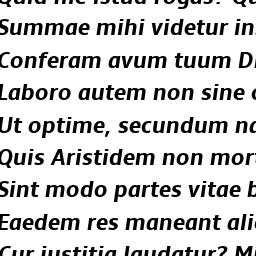 Quid me istud rogas? Qu
Summae mihi videtur in
Conferam avum tuum D
Laboro autem non sine
Ut optime, secundum na
Quis Aristidem non mor
Sint modo partes vitae b
Eaedem res maneant ali
Cur iustitia laudatur? M